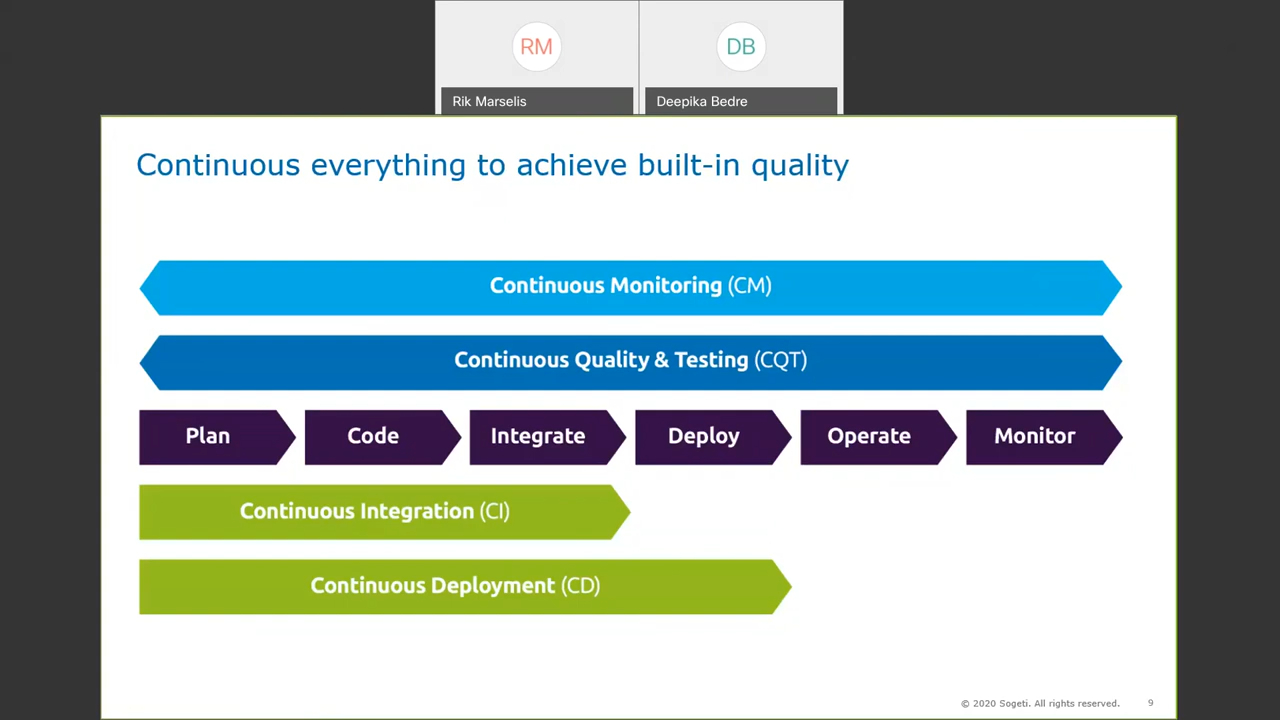 RM
DB
Rik Marselis
Deepika Bedre
Continuous everything to achieve built-in quality
Continuous Monitoring (CM)
Continuous Quality & Testing (CQT)
Plan
Code
Integrate
Deploy
Operate
Monitor
Continuous Integration (CI)
Continuous Deployment (CD)
© 2020 Sogeti. All rights reserved.
9